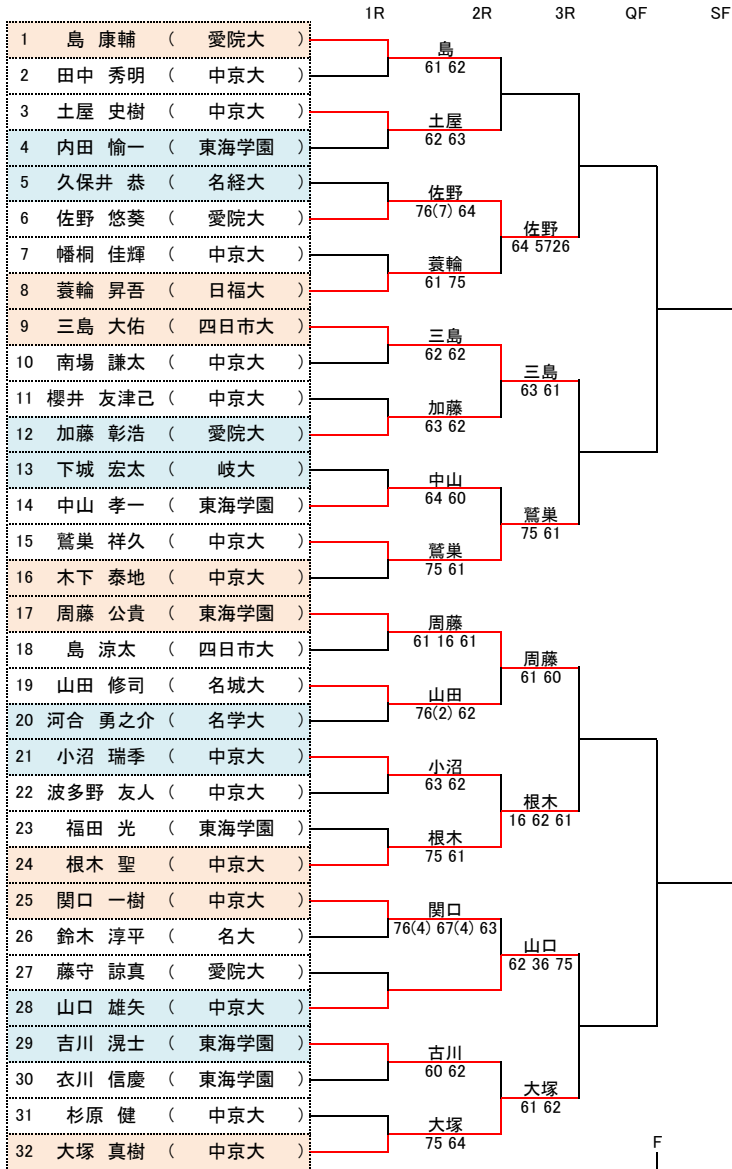 1R 2R 3R QF SF
1 島 康輔 ( 愛院大 )
2 田中 秀明 ( 中京大 )
3 土屋 史樹 ( 中京大 )
4 内田 愉一 ( 東海学園 )
5 久保井 恭 ( 名経大 )
6 佐野 悠葵 ( 愛院大 )
7 幡桐 佳輝 ( 中京大 )
8 蓑輪 昇吾 ( 日福大 )
9 三島 大佑 ( 四日市大 )
10 南場 謙太 ( 中京大 )
11 櫻井 友津己 ( 中京大 )
12 加藤 彰浩 ( 愛院大 )
13 下城 宏太 ( 岐大 )
14 中山 孝一 ( 東海学園 )
15 鷲巣 祥久 ( 中京大 )
16 木下 泰地 ( 中京大 )
17 周藤 公貴 ( 東海学園 )
18 島 涼太 ( 四日市大 )
19 山田 修司 ( 名城大 )
20 河合 勇之介 ( 名学大 )
21 小沼 瑞季 ( 中京大 )
22 波多野 友人 ( 中京大 )
23 福田 光 ( 東海学園 )
24 根木 聖 ( 中京大 )
25 関口 一樹 ( 中京大 )
26 鈴木 淳平 ( 名大 )
27 藤守 諒真 ( 愛院大 )
28 山口 雄矢 ( 中京大 )
29 吉川 滉士 ( 東海学園 )
30 衣川 信慶 ( 東海学園 )
31 杉原 健 ( 中京大 )
32 大塚 真樹 ( 中京大 )
島
61 62
土屋
62 63
佐野
76(7) 64
蓑輪
61 75
三島
62 62
加藤
63 62
中山
64 60
鷲巣
75 61
周藤
61 16 61
山田
76(2) 62
小沼
63 62
根木
75 61
関口
76(4) 67(4) 63
古川
60 62
大塚
75 64
佐野
64 5726
三島
63 61
鷲巣
75 61
周藤
61 60
根木
16 62 61
山口
62 36 75
大塚
61 62
F